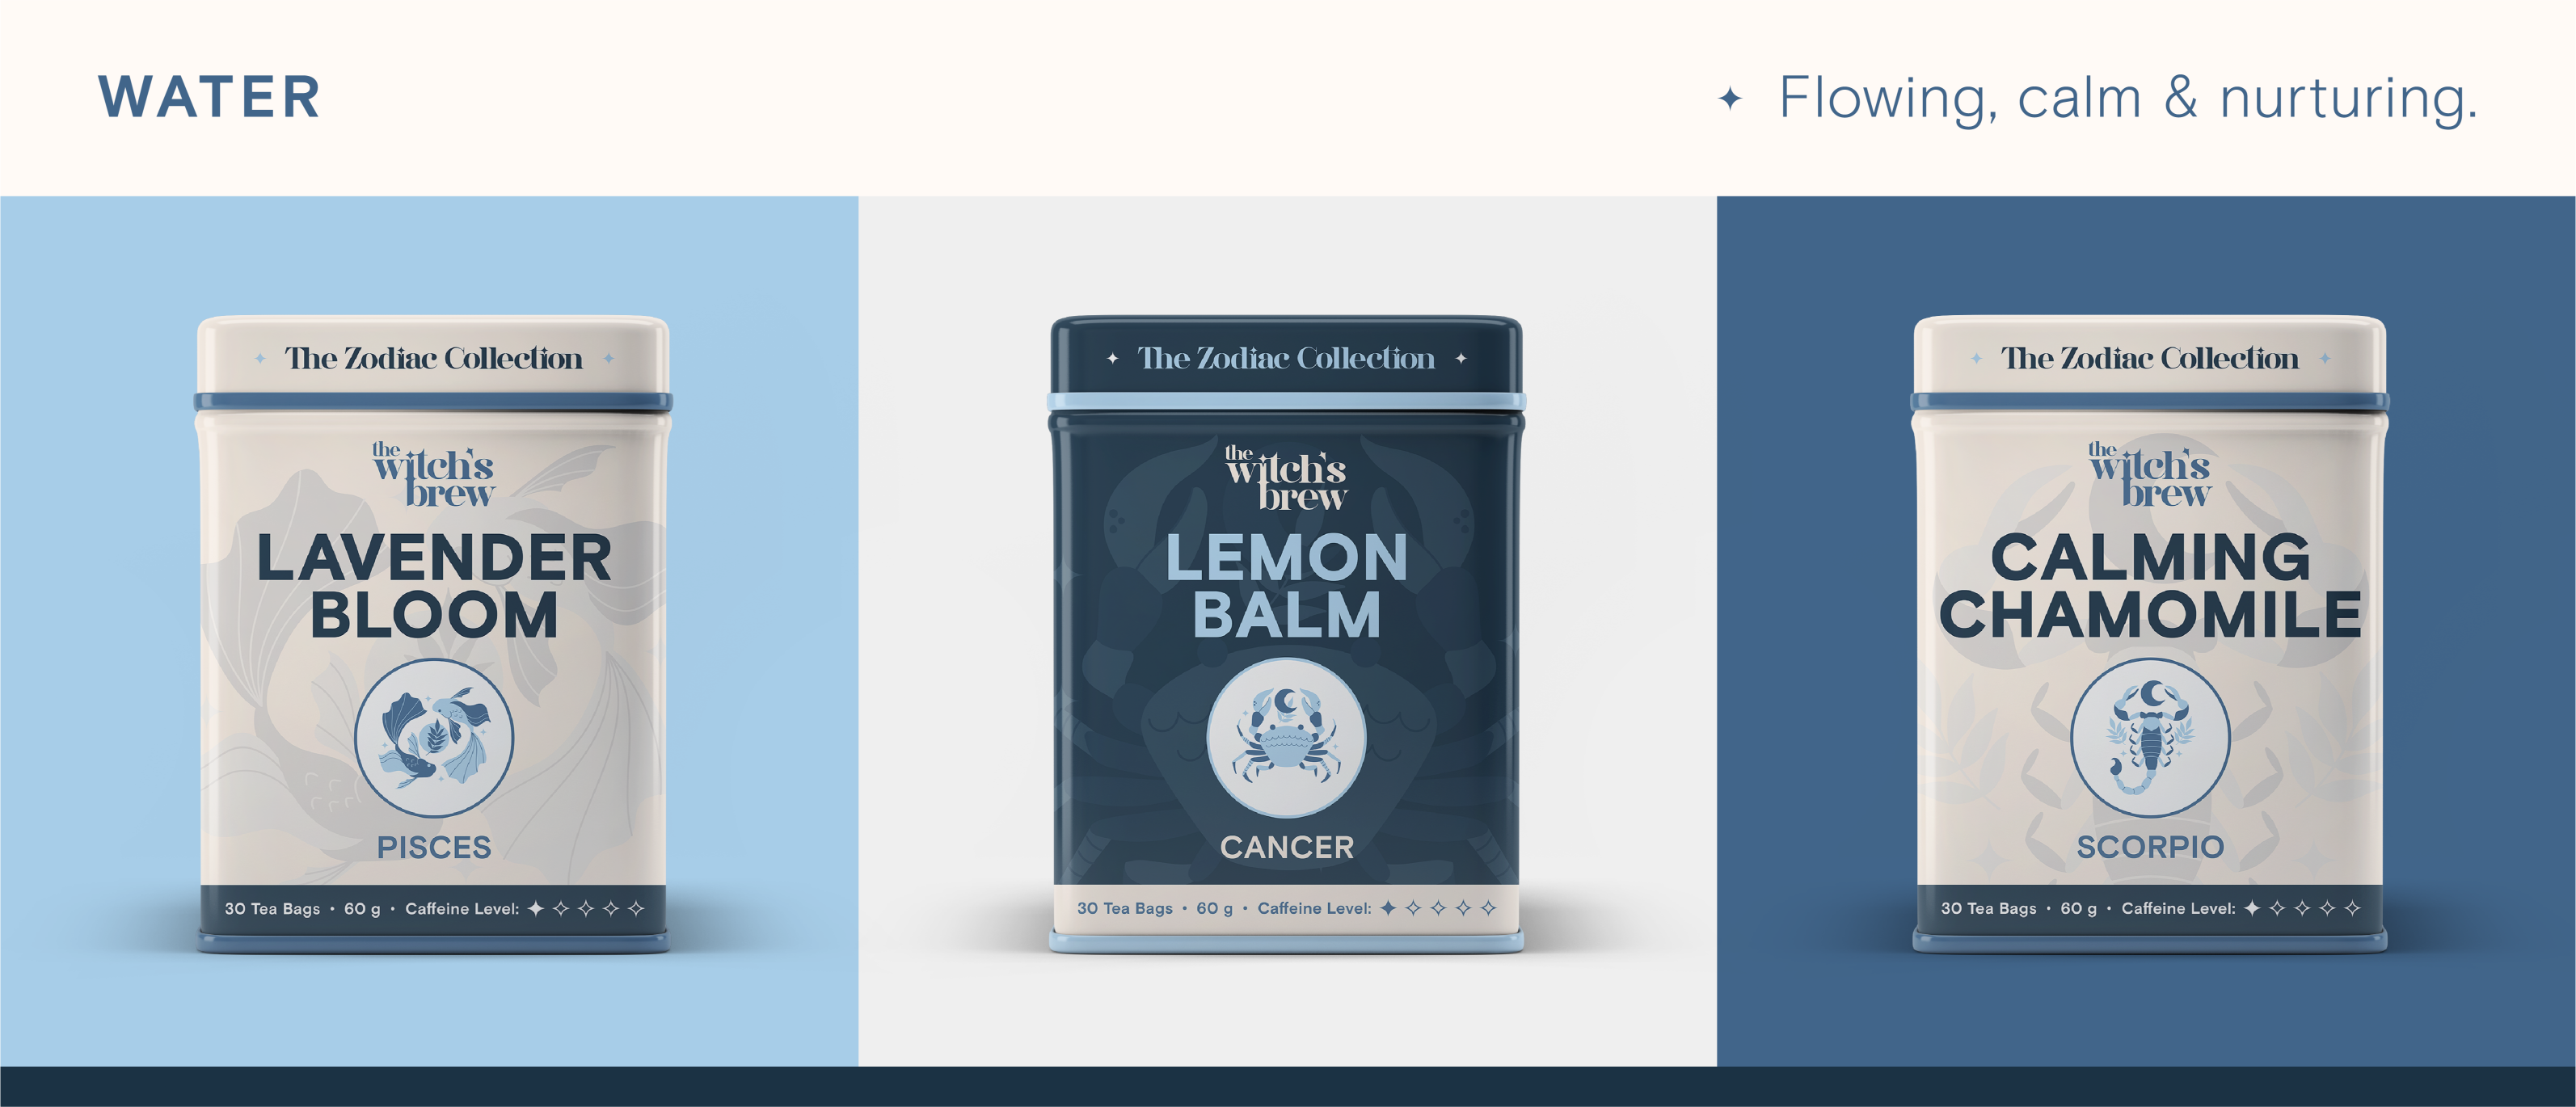 WATER
✦ Flowing, calm & nurturing.
✦ The Zodiac Collection ✦
the
witch's
brew
LAVENDER
BLOOM
PISCES
30 Tea Bags • 60 g • Caffeine Level: ✦ ✧ ✧ ✧ ✧
✦ The Zodiac Collection ✦
the
witch's
brew
LEMON
BALM
CANCER
30 Tea Bags • 60 g • Caffeine Level: ✦ ✧ ✧ ✧ ✧
✦ The Zodiac Collection ✦
the
witch's
brew
CALMING
CHAMOMILE
SCORPIO
30 Tea Bags • 60 g • Caffeine Level: ✦ ✧ ✧ ✧ ✧